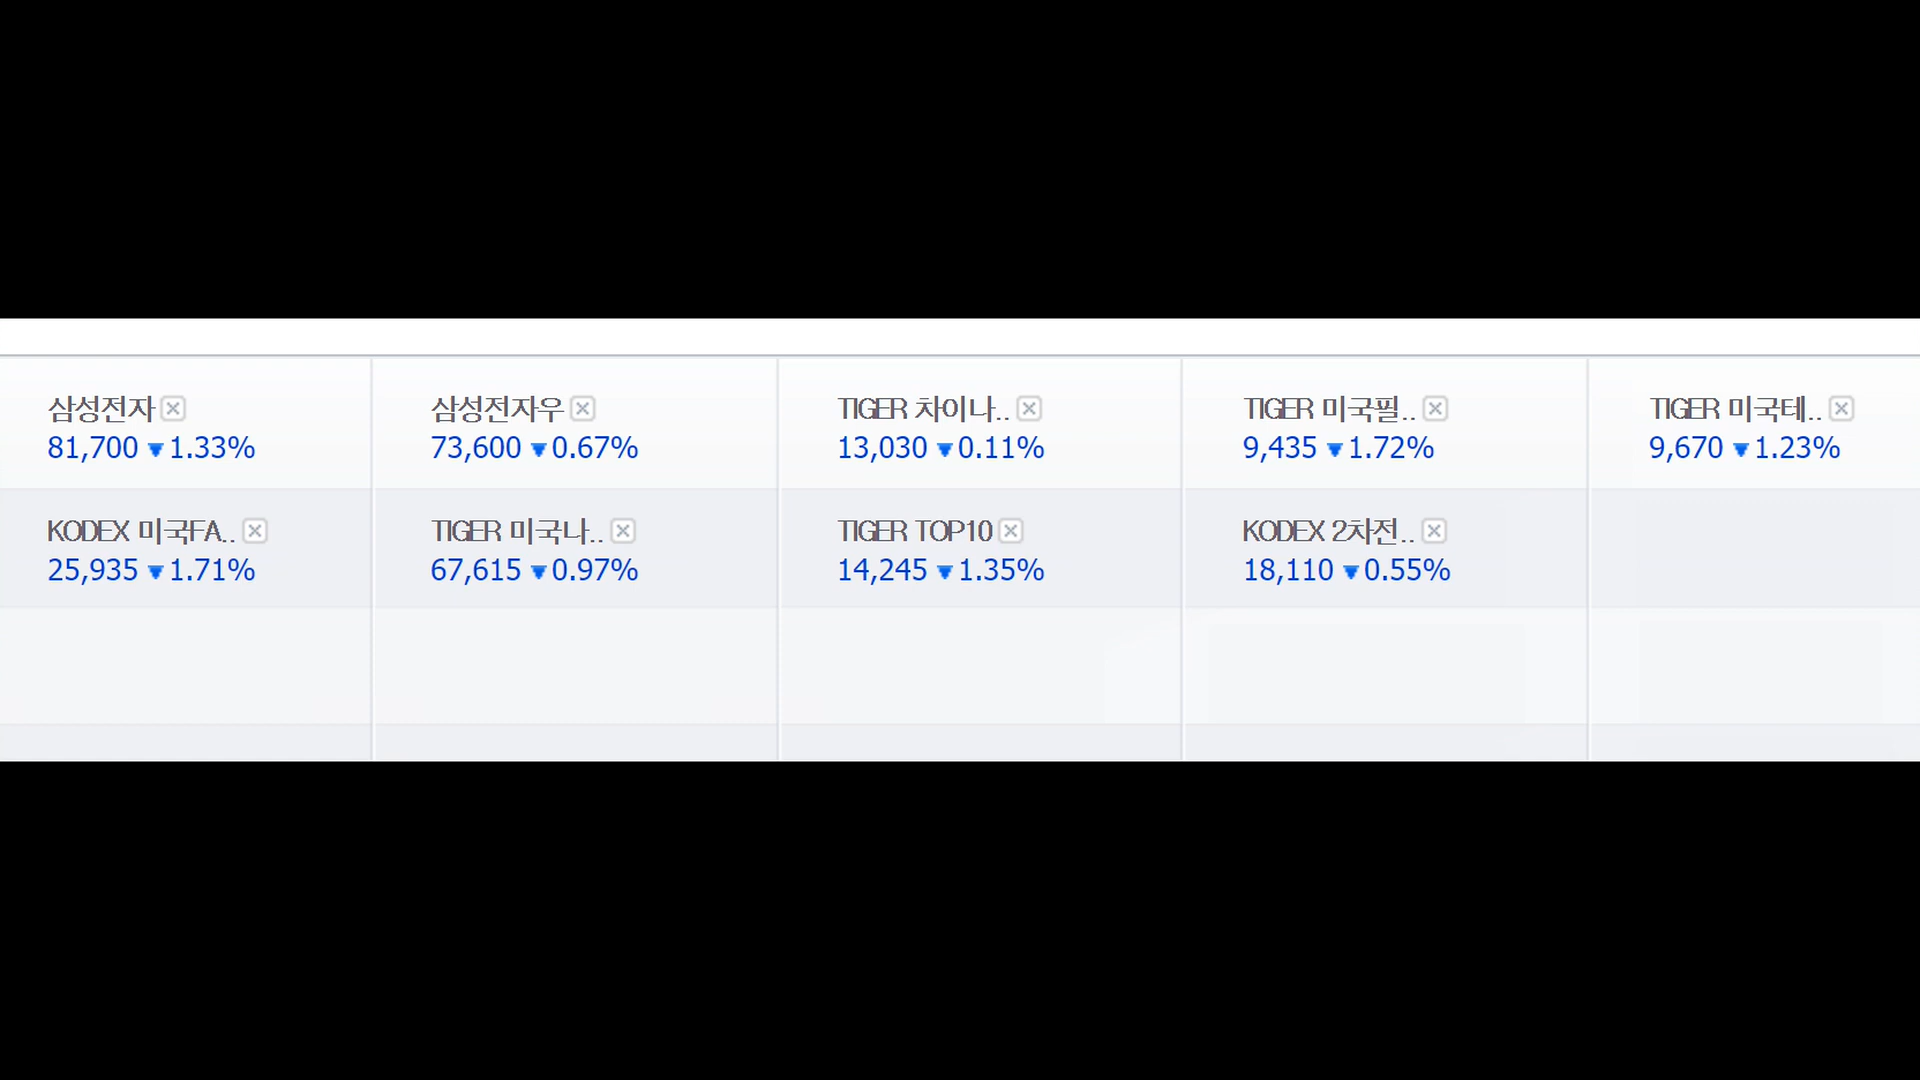 삼성전자
81,700 ▼ 1.33%
삼성전자우
73,600 ▼ 0.67%
TIGER 차이나..
13,030 ▼ 0.11%
TIGER 미국필..
9,435 ▼ 1.72%
TIGER 미국테..
9,670 ▼ 1.23%
KODEX 미국FA..
25,935 ▼ 1.71%
TIGER 미국나..
67,615 ▼ 0.97%
TIGER TOP10
14,245 ▼ 1.35%
KODEX 2차전..
18,110 ▼ 0.55%